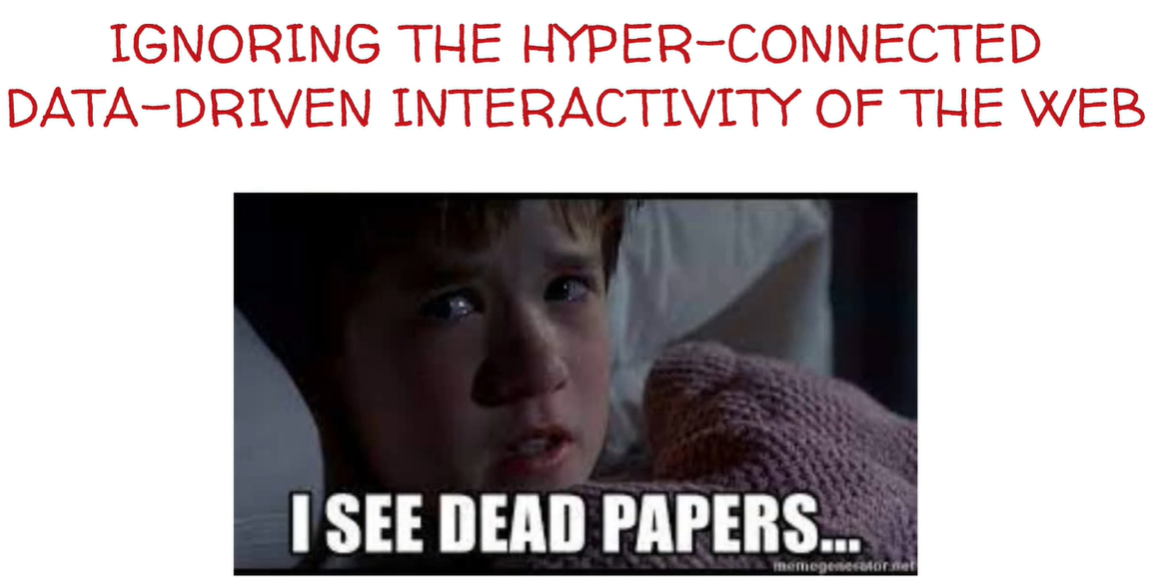 IGNORING THE HYPER-CONNECTED
DATA-DRIVEN INTERACTIVITY OF THE WEB
I SEE DEAD PAPERS...
memegenerator.net